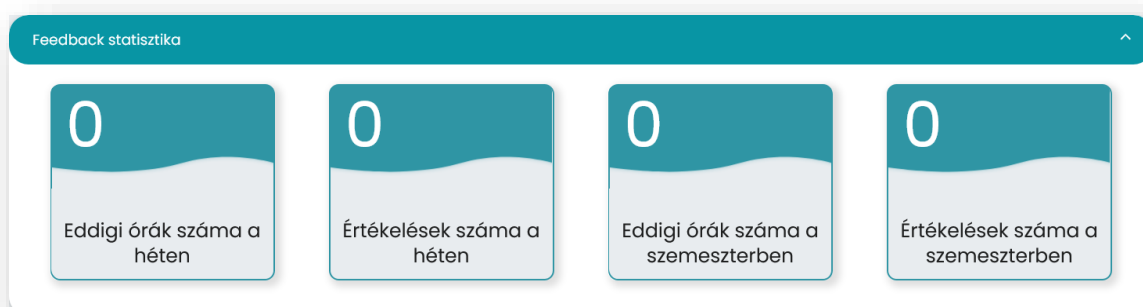 Feedback statisztika
0
Eddigi órák száma a
héten
0
Értékelések száma a
héten
0
Eddigi órák száma a
szemeszterben
0
Értékelések száma a
szemeszterben